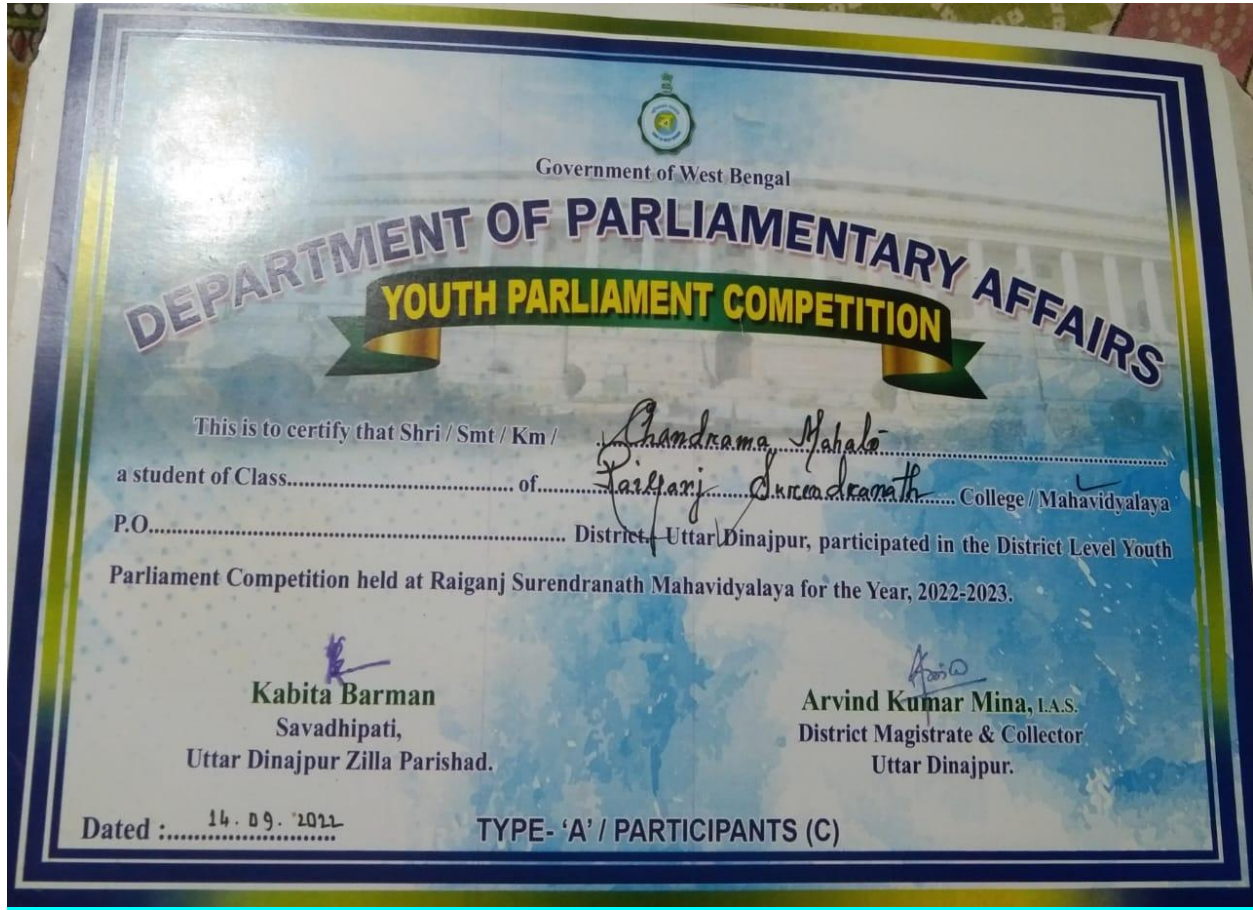 Government of West Bengal
DEPARTMENT OF PARLIAMENTARY AFFAIRS
YOUTH PARLIAMENT COMPETITION
This is to certify that Shri / Smt / Km / Chandrama Mahalo
a student of Class.......... of Raiganj Surendranath College / Mahavidyalaya
P.O.......... District, Uttar Dinajpur, participated in the District Level Youth
Parliament Competition held at Raiganj Surendranath Mahavidyalaya for the Year, 2022-2023.
Kabita Barman
Savadhipati,
Uttar Dinajpur Zilla Parishad.
Arvind Kumar Mina, I.A.S.
District Magistrate & Collector
Uttar Dinajpur.
Dated : 14.09.2022
TYPE- 'A' / PARTICIPANTS (C)